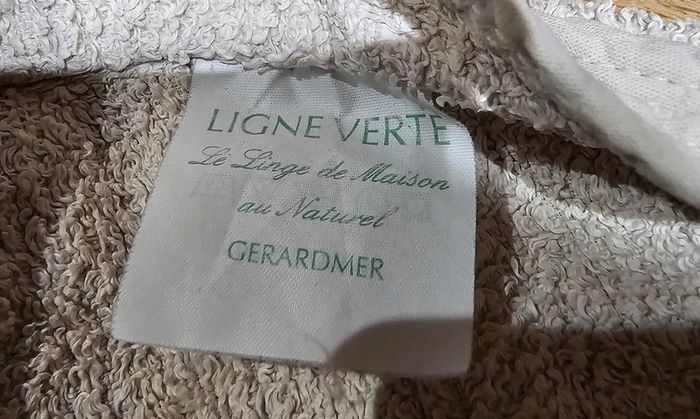 LIGNE VERTE
Le Linge de Maison
au Naturel
GERARDMER